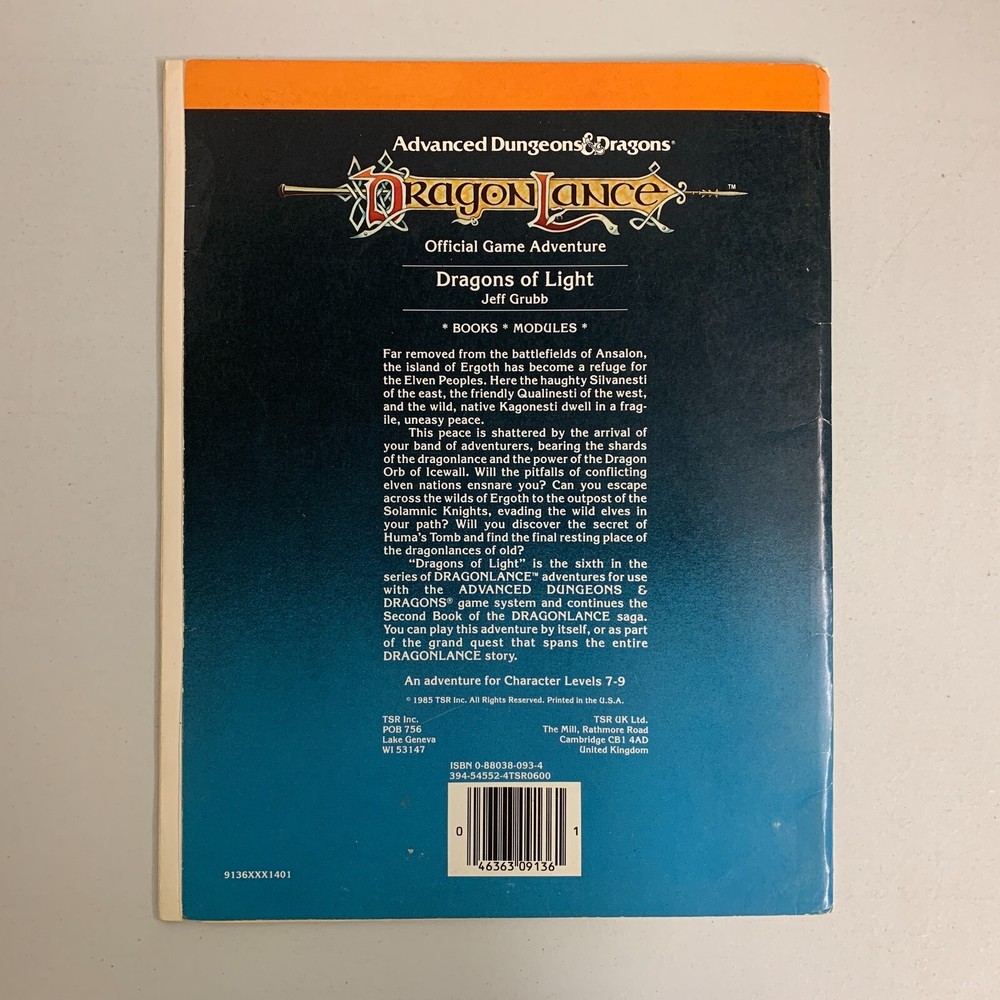 Advanced Dungeons & Dragons®
DRAGONLANCE™
Official Game Adventure
Dragons of Light
Jeff Grubb
* BOOKS * MODULES *
Far removed from the battlefields of Ansalon,
the island of Ergoth has become a refuge for
the Elven Peoples. Here the haughty Silvanesti
of the east, the friendly Qualinesti of the west,
and the wild, native Kagonesti dwell in a frag-
ile, uneasy peace.
This peace is shattered by the arrival of
your band of adventurers, bearing the shards
of the dragonlance and the power of the Dragon
Orb of Icewall. Will the pitfalls of conflicting
elven nations ensnare you? Can you escape
across the wilds of Ergoth to the outpost of the
Solamnic Knights, evading the wild elves in
your path? Will you discover the secret of
Huma's Tomb and find the final resting place of
the dragonlances of old?
"Dragons of Light" is the sixth in the
series of DRAGONLANCE™ adventures for use
with the ADVANCED DUNGEONS &
DRAGONS® game system and continues the
Second Book of the DRAGONLANCE saga.
You can play this adventure by itself, or as part
of the grand quest that spans the entire
DRAGONLANCE story.
An adventure for Character Levels 7-9
© 1985 TSR Inc. All Rights Reserved. Printed in the U.S.A.
TSR Inc.
POB 756
Lake Geneva
WI 53147
TSR UK Ltd.
The Mill, Rathmore Road
Cambridge CB1 4AD
United Kingdom
ISBN 0-88038-093-4
394-54552-4TSR0600
0 46363 09136 1
9136XXX1401